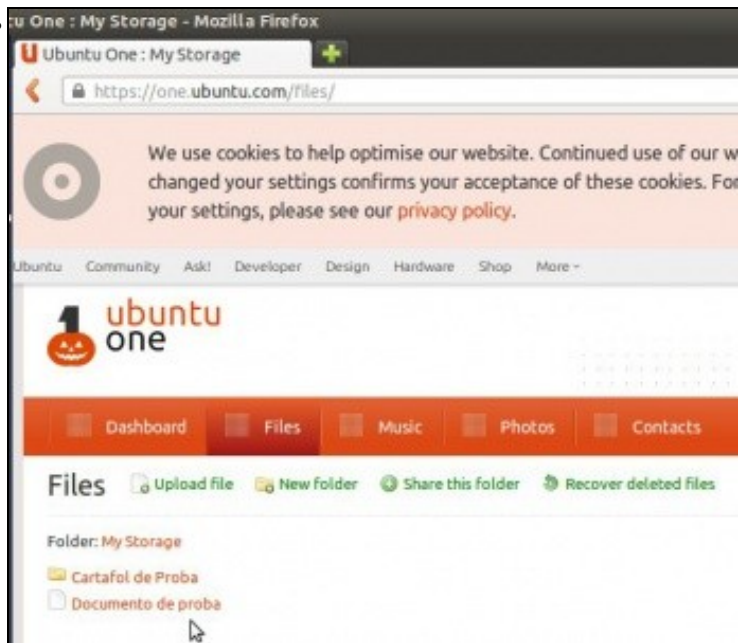 u One : My Storage - Mozilla Firefox
Ubuntu One : My Storage
https://one.ubuntu.com/files/
We use cookies to help optimise our website. Continued use of our w
changed your settings confirms your acceptance of these cookies. For
your settings, please see our privacy policy.
Ubuntu Community Ask! Developer Design Hardware Shop More
ubuntu
one
Dashboard Files Music Photos Contacts
Files Upload file New folder Share this folder Recover deleted files
Folder: My Storage
Cartafol de Proba
Documento de proba